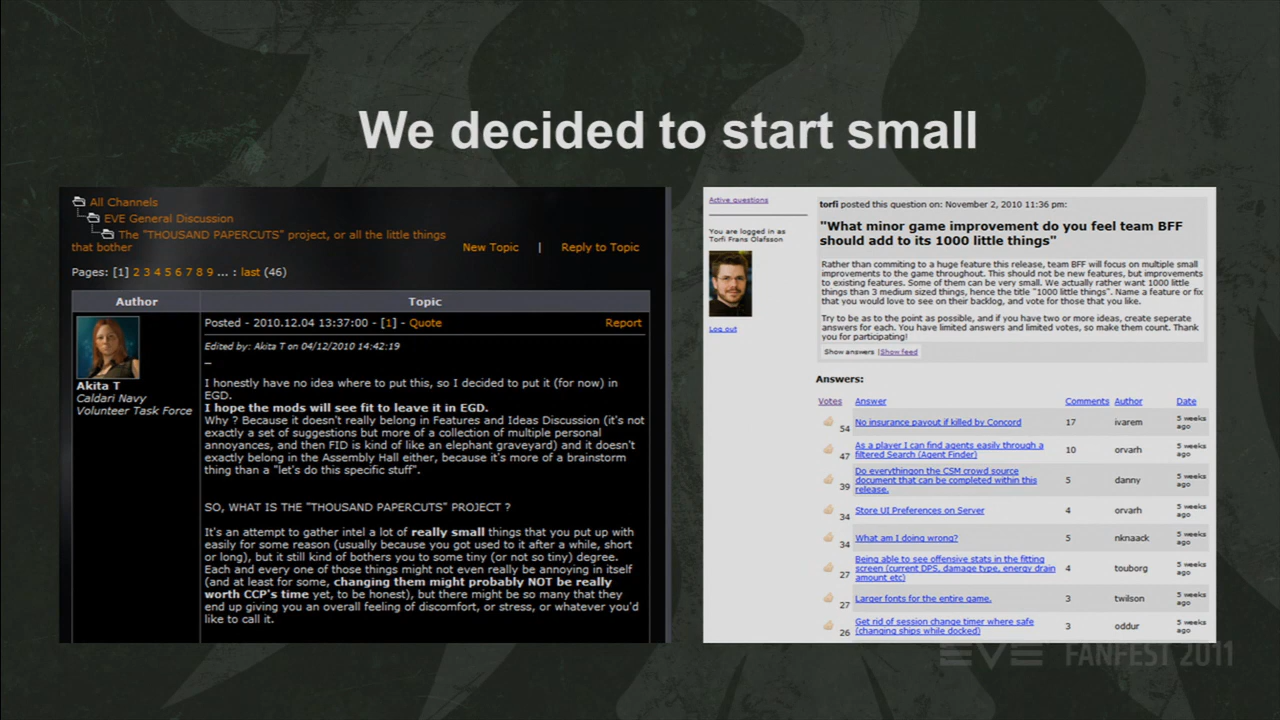 We decided to start small
All Channels
EVE General Discussion
The "THOUSAND PAPERCUTS" project, or all the little things
that bother
New Topic | Reply to Topic
Pages: [1] 2 3 4 5 6 7 8 9 ... : last (46)
Author Topic
Akita T
Caldari Navy
Volunteer Task Force
Posted - 2010.12.04 13:37:00 - [1] - Quote Report
Edited by: Akita T on 04/12/2010 14:42:19
_
I honestly have no idea where to put this, so I decided to put it (for now) in
EGD.
I hope the mods will see fit to leave it in EGD.
Why ? Because it doesn't really belong in Features and Ideas Discussion (it's not
exactly a set of suggestions but more of a collection of multiple personal
annoyances, and then FID is kind of like an elephant graveyard) and it doesn't
exactly belong in the Assembly Hall either, because it's more of a brainstorm
thing than a "let's do this specific stuff".
SO, WHAT IS THE "THOUSAND PAPERCUTS" PROJECT ?
It's an attempt to gather intel a lot of really small things that you put up with
easily for some reason (usually because you got used to it after a while, short
or long), but it still kind of bothers you to some tiny (or not so tiny) degree.
Each and every one of those things might not even really be annoying in itself
(and at least for some, changing them might probably NOT be really
worth CCP's time yet, to be honest), but there might be so many that they
end up giving you an overall feeling of discomfort, or stress, or whatever you'd
like to call it.
Active questions
You are logged in as
Torfi Frans Olafsson
Log out
torfi posted this question on: November 2, 2010 11:36 pm:
"What minor game improvement do you feel team BFF
should add to its 1000 little things"
Rather than commiting to a huge feature this release, team BFF will focus on multiple small
improvements to the game throughout. This should not be new features, but improvements
to existing features. Some of them can be very small. We actually rather want 1000 little
things than 3 medium sized things, hence the title "1000 little things". Name a feature or fix
that you would love to see on their backlog, and vote for those that you like.
Try to be as to the point as possible, and if you have two or more ideas, create seperate
answers for each. You have limited answers and limited votes, so make them count. Thank
you for participating!
Show answers |Show feed
Answers:
Votes Answer Comments Author Date
54 No insurance payout if killed by Concord 17 ivarem 5 weeks
ago
47 As a player I can find agents easily through a
filtered Search (Agent Finder) 10 orvarh 5 weeks
ago
39 Do everythingon the CSM crowd source
document that can be completed within this
release. 5 danny 5 weeks
ago
34 Store UI Preferences on Server 4 orvarh 5 weeks
ago
34 What am I doing wrong? 5 nknaack 5 weeks
ago
27 Being able to see offensive stats in the fitting
screen (current DPS, damage type, energy drain
amount etc) 4 touborg 5 weeks
ago
27 Larger fonts for the entire game. 3 twilson 5 weeks
ago
26 Get rid of session change timer where safe
(changing ships while docked) 3 oddur 5 weeks
ago
EVE FANFEST 2011